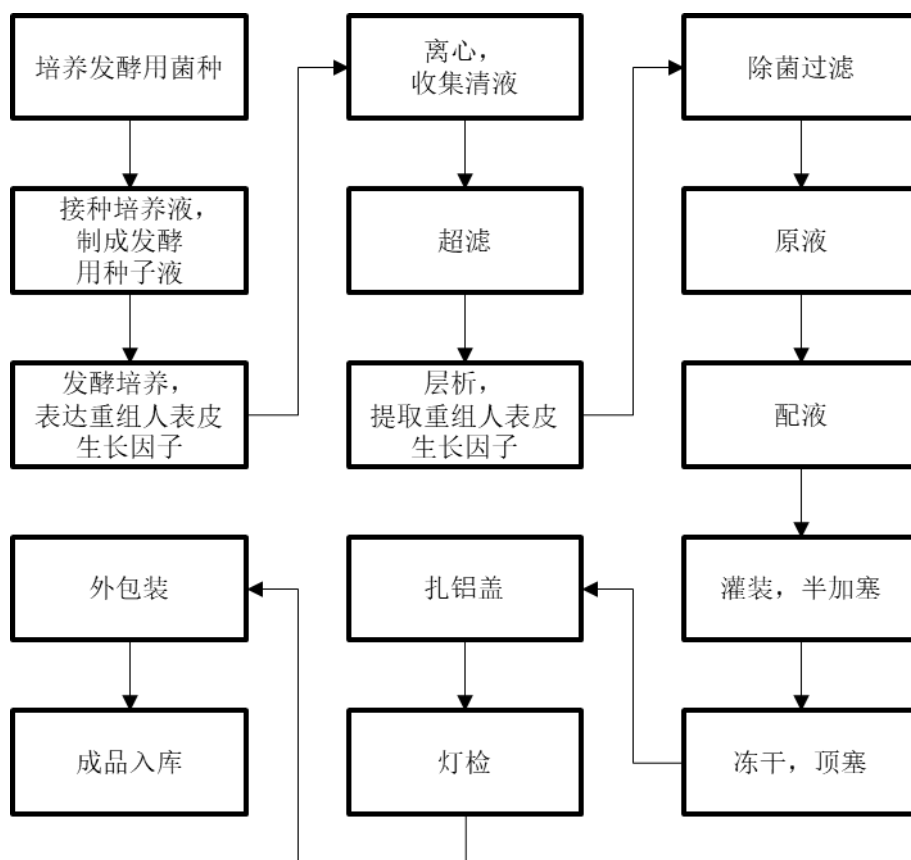 培养发酵用菌种
接种培养液，
制成发酵
用种子液
发酵培养，
表达重组人表皮
生长因子
离心，
收集清液
超滤
层析，
提取重组人表皮
生长因子
除菌过滤
原液
配液
灌装，半加塞
冻干，顶塞
扎铝盖
灯检
外包装
成品入库